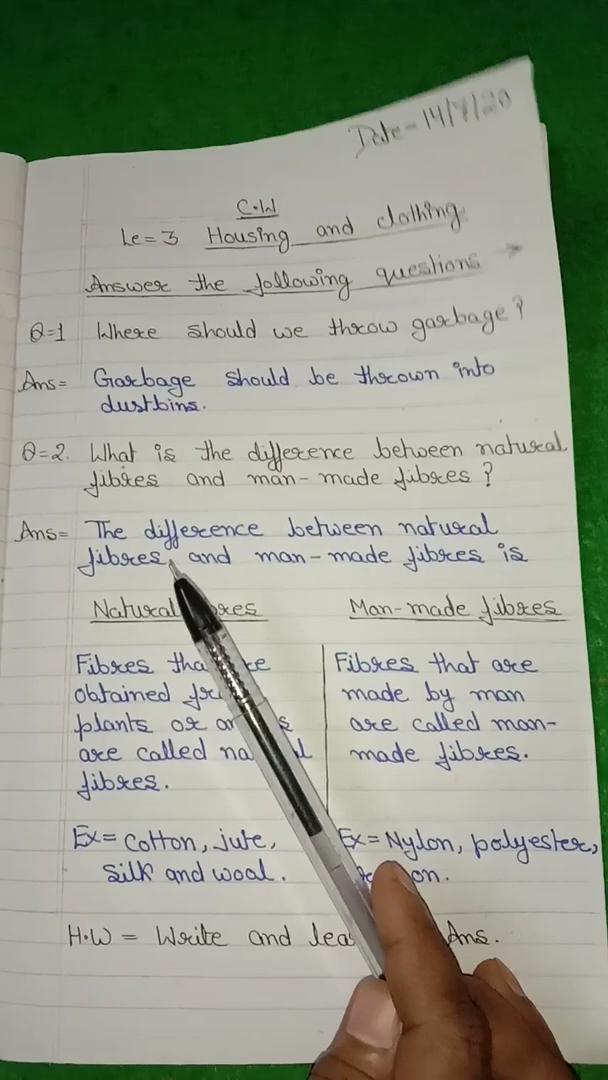 Date - 14/7/20
C.W
Le = 3 Housing and clothing
Answer the following questions
Q=1 Where should we throw garbage?
Ans= Garbage should be thrown into
dustbins.
Q=2. What is the difference between natural
fibres and man-made fibres?
Ans= The difference between natural
fibres, and man-made fibres is
Natural Man-made fibres
Fibres Fibres that are
obtained made by man
plants or are called man-
are called made fibres.
fibres.
Ex= Cotton, jute, Ex= Nylon, polyester,
silk and wool.
H.W = Write and Ans.